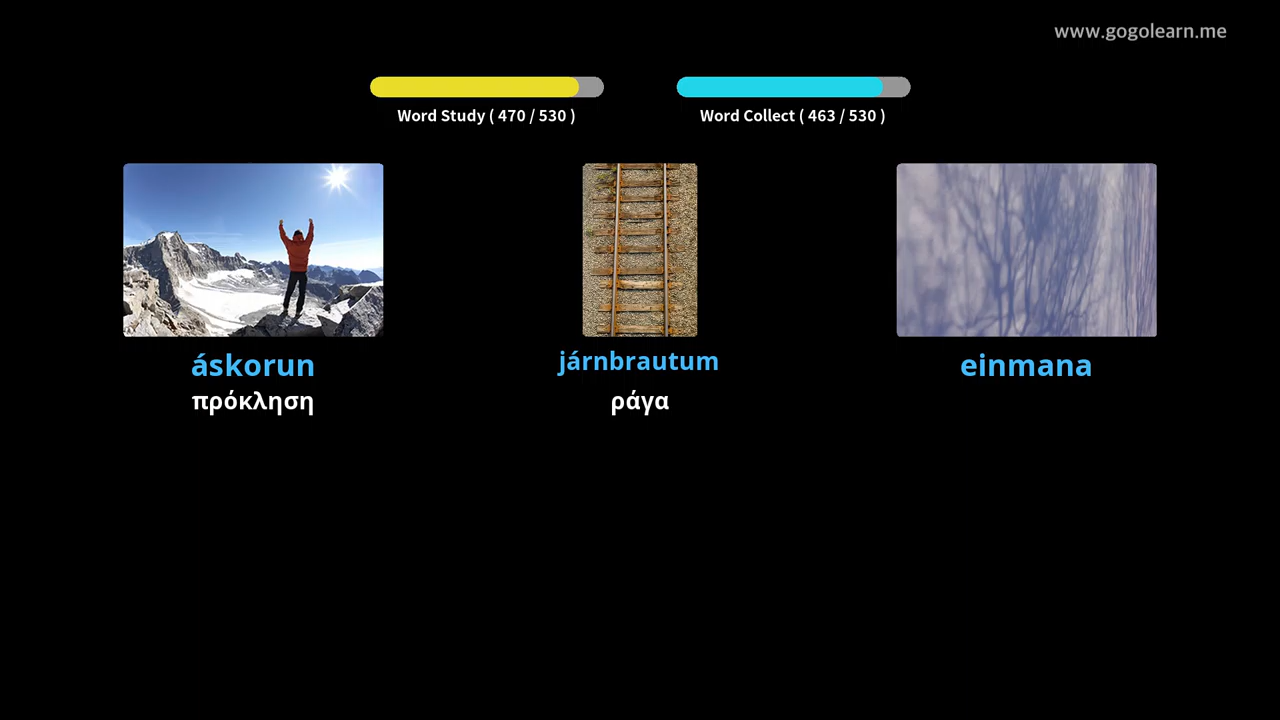 www.gogolearn.me
Word Study ( 470 / 530 )
Word Collect ( 463 / 530 )
áskorun
járnbrautum
einmana
πρόκληση
ράγα